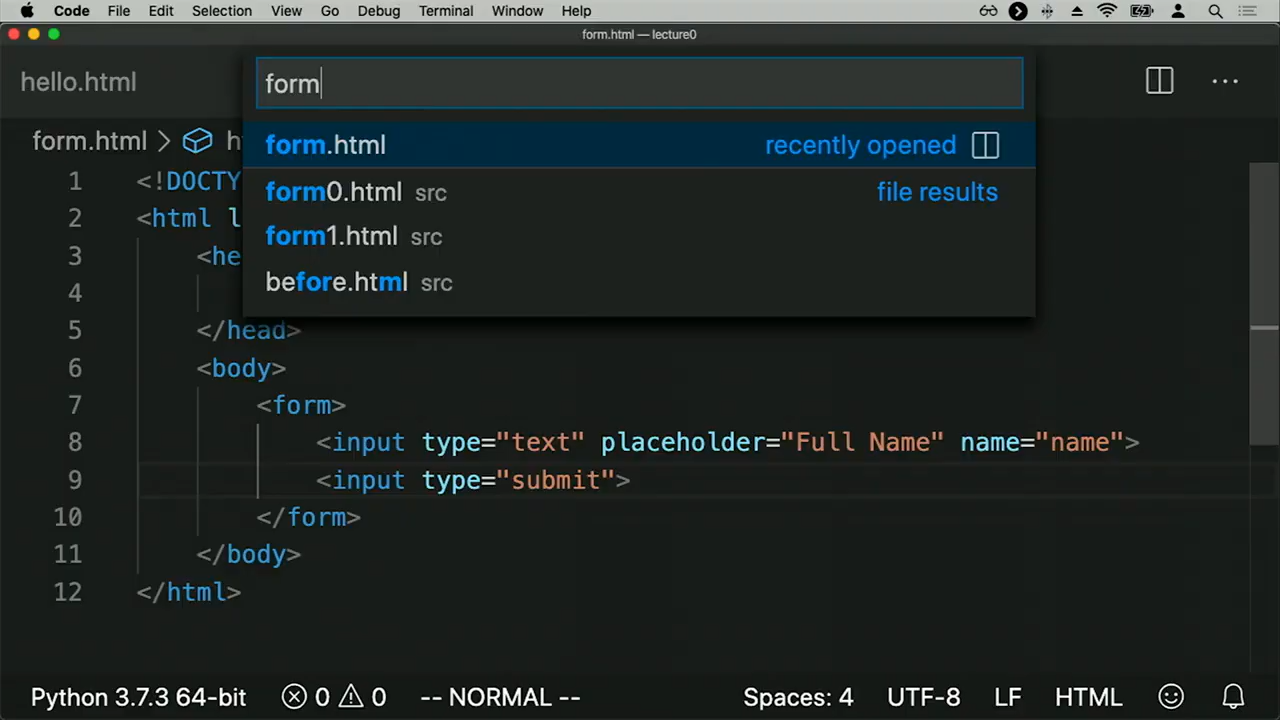 Code File Edit Selection View Go Debug Terminal Window Help
form.html — lecture0
hello.html
form
form.html > 
form.html recently opened
form0.html src file results
form1.html src
before.html src
1 <!DOCTY
2 <html l
3 <he
4
5 </head>
6 <body>
7 <form>
8 <input type="text" placeholder="Full Name" name="name">
9 <input type="submit">
10 </form>
11 </body>
12 </html>
Python 3.7.3 64-bit 0 0 -- NORMAL -- Spaces: 4 UTF-8 LF HTML